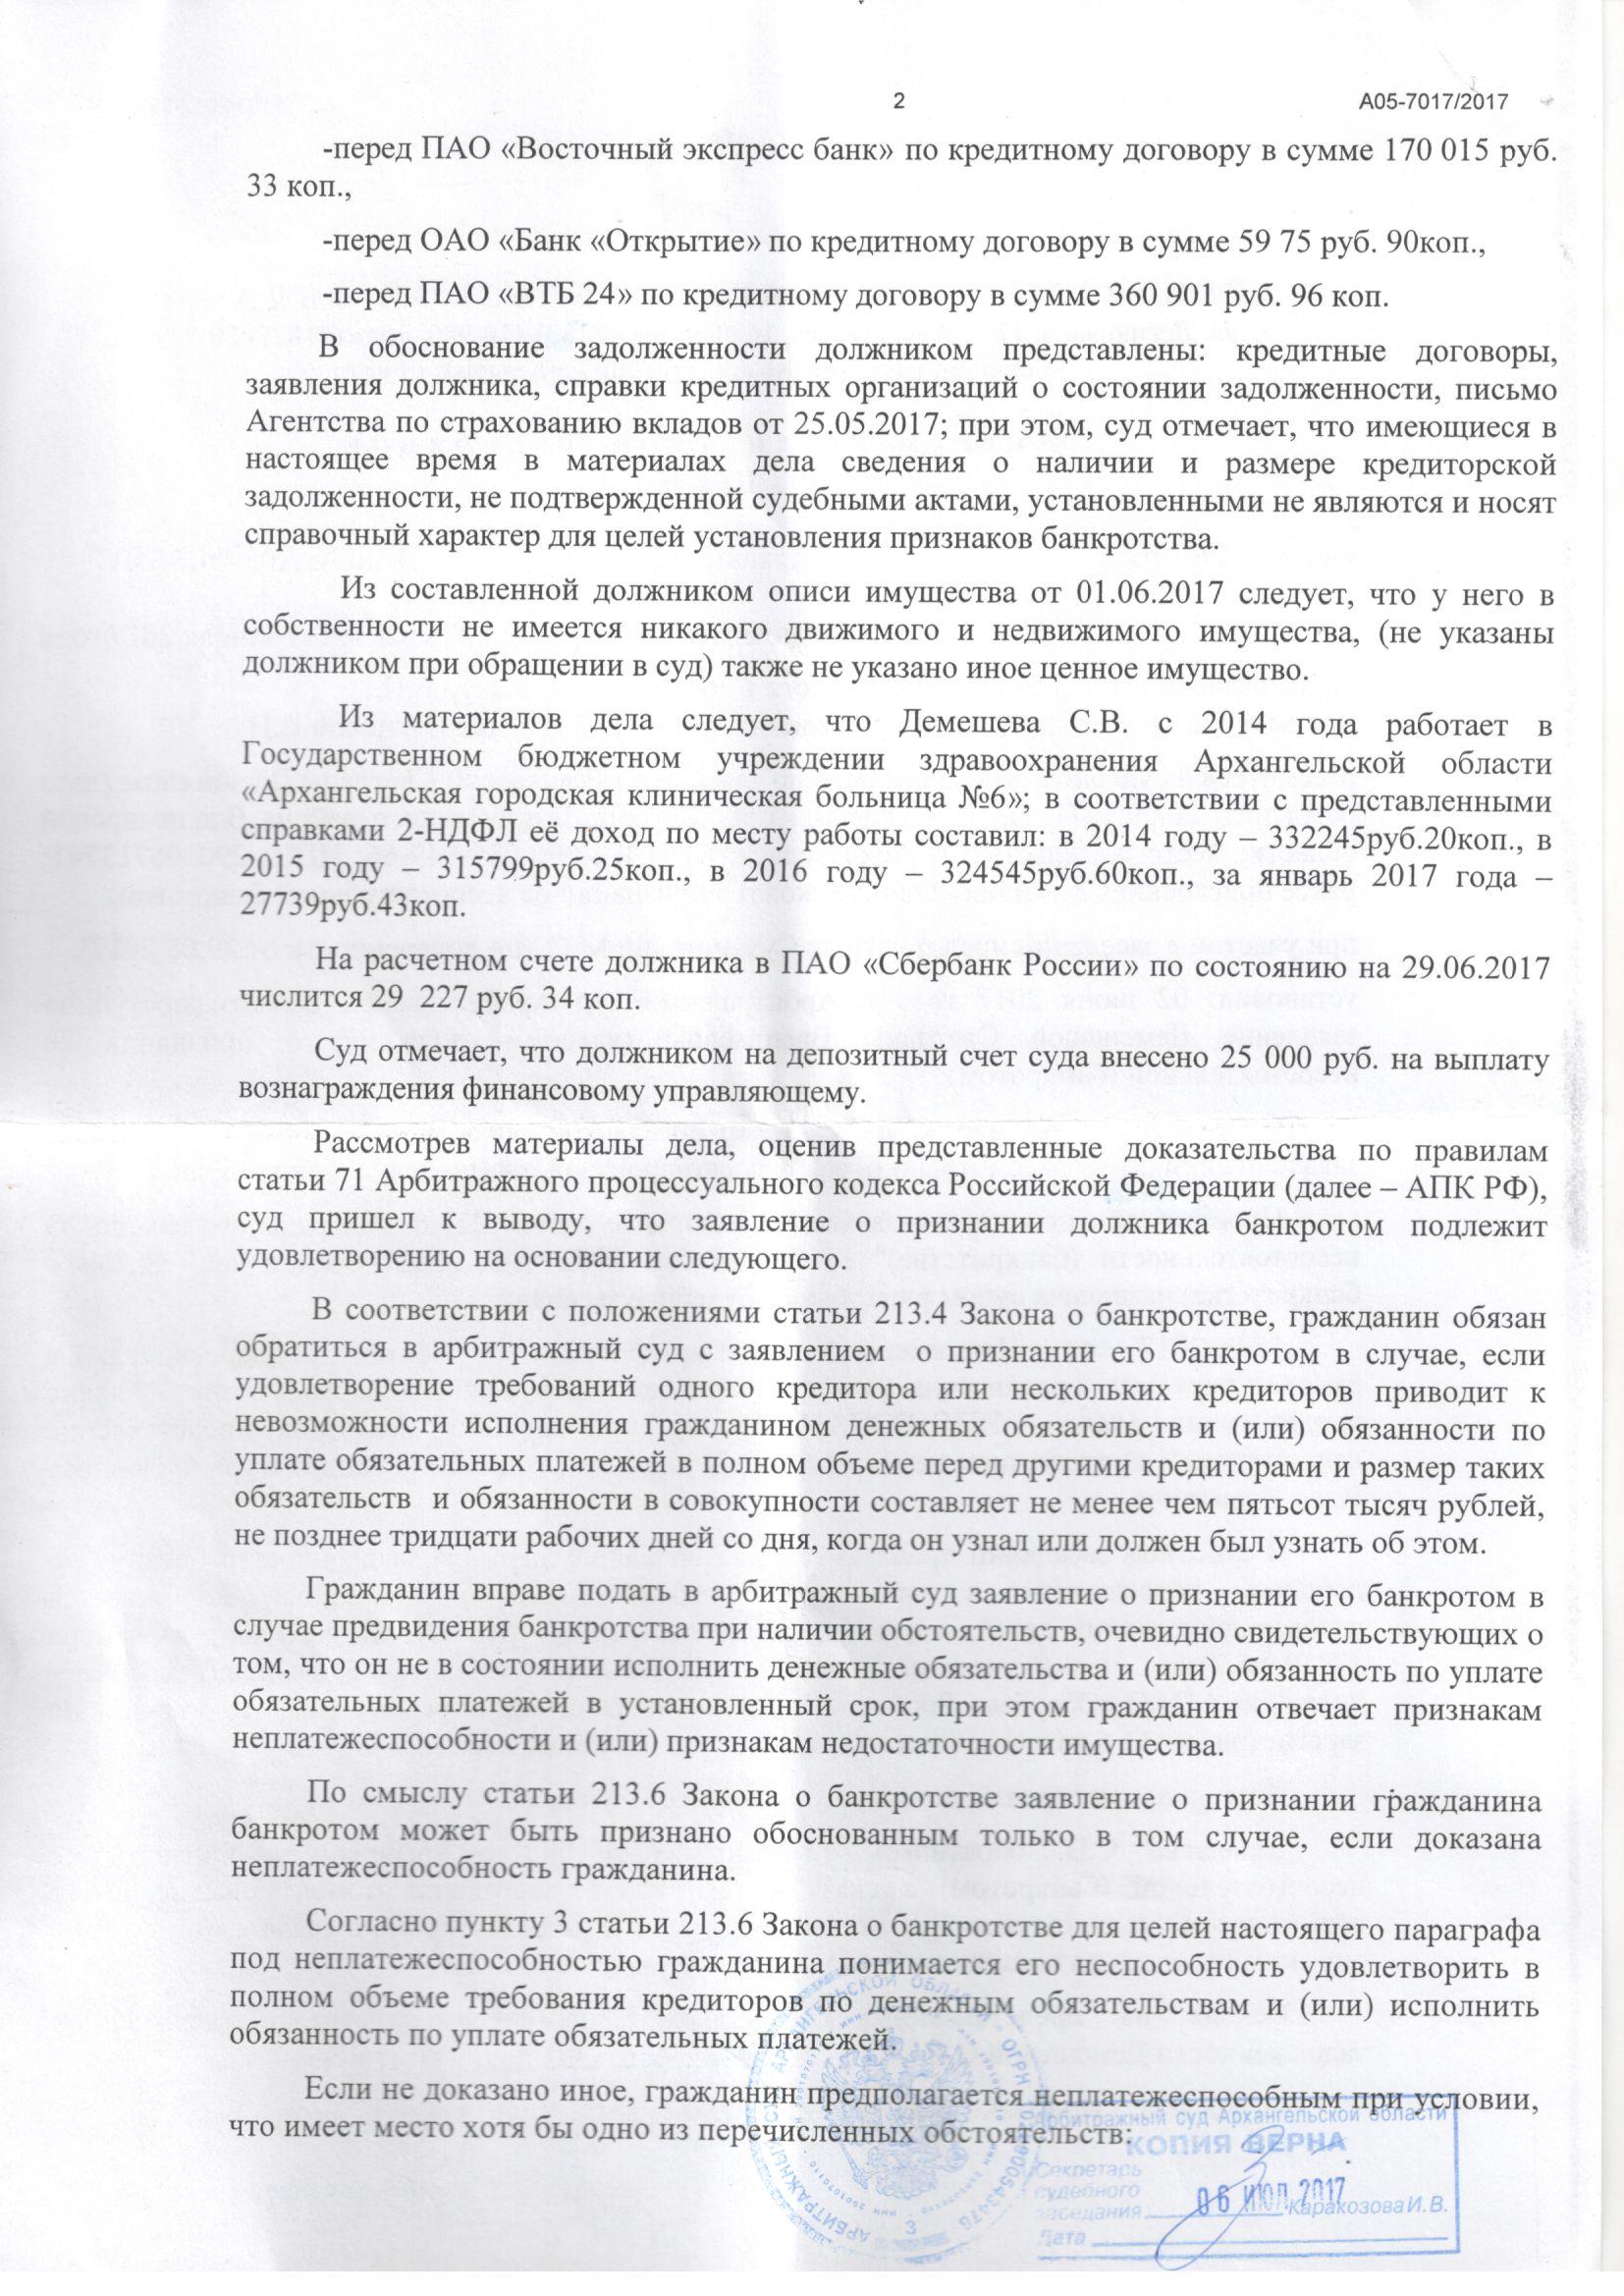 2
А05-7017/2017
-перед ПАО «Восточный экспресс банк» по кредитному договору в сумме 170 015 руб.
33 коп.,
-перед ОАО «Банк «Открытие» по кредитному договору в сумме 59 75 руб. 90коп.,
-перед ПАО «ВТБ 24» по кредитному договору в сумме 360 901 руб. 96 коп.
В обоснование задолженности должником представлены: кредитные договоры,
заявления должника, справки кредитных организаций о состоянии задолженности, письмо
Агентства по страхованию вкладов от 25.05.2017; при этом, суд отмечает, что имеющиеся в
настоящее время в материалах дела сведения о наличии и размере кредиторской
задолженности, не подтвержденной судебными актами, установленными не являются и носят
справочный характер для целей установления признаков банкротства.
Из составленной должником описи имущества от 01.06.2017 следует, что у него в
собственности не имеется никакого движимого и недвижимого имущества, (не указаны
должником при обращении в суд) также не указано иное ценное имущество.
Из материалов дела следует, что Демешева С.В. с 2014 года работает в
Государственном бюджетном учреждении здравоохранения Архангельской области
«Архангельская городская клиническая больница №6»; в соответствии с представленными
справками 2-НДФЛ её доход по месту работы составил: в 2014 году – 332245руб.20коп., в
2015 году – 315799руб.25коп., в 2016 году – 324545руб.60коп., за январь 2017 года –
27739руб.43коп.
На расчетном счете должника в ПАО «Сбербанк России» по состоянию на 29.06.2017
числится 29 227 руб. 34 коп.
Суд отмечает, что должником на депозитный счет суда внесено 25 000 руб. на выплату
вознаграждения финансовому управляющему.
Рассмотрев материалы дела, оценив представленные доказательства по правилам
статьи 71 Арбитражного процессуального кодекса Российской Федерации (далее – АПК РФ),
суд пришел к выводу, что заявление о признании должника банкротом подлежит
удовлетворению на основании следующего.
В соответствии с положениями статьи 213.4 Закона о банкротстве, гражданин обязан
обратиться в арбитражный суд с заявлением о признании его банкротом в случае, если
удовлетворение требований одного кредитора или нескольких кредиторов приводит к
невозможности исполнения гражданином денежных обязательств и (или) обязанности по
уплате обязательных платежей в полном объеме перед другими кредиторами и размер таких
обязательств и обязанности в совокупности составляет не менее чем пятьсот тысяч рублей,
не позднее тридцати рабочих дней со дня, когда он узнал или должен был узнать об этом.
Гражданин вправе подать в арбитражный суд заявление о признании его банкротом в
случае предвидения банкротства при наличии обстоятельств, очевидно свидетельствующих о
том, что он не в состоянии исполнить денежные обязательства и (или) обязанность по уплате
обязательных платежей в установленный срок, при этом гражданин отвечает признакам
неплатежеспособности и (или) признакам недостаточности имущества.
По смыслу статьи 213.6 Закона о банкротстве заявление о признании гражданина
банкротом может быть признано обоснованным только в том случае, если доказана
неплатежеспособность гражданина.
Согласно пункту 3 статьи 213.6 Закона о банкротстве для целей настоящего параграфа
под неплатежеспособностью гражданина понимается его неспособность удовлетворить в
полном объеме требования кредиторов по денежным обязательствам и (или) исполнить
обязанность по уплате обязательных платежей.
Если не доказано иное, гражданин предполагается неплатежеспособным при условии,
что имеет место хотя бы одно из перечисленных обстоятельств:
Арбитражный суд Архангельской области
КОПИЯ ВЕРНА
Секретарь
судебного
заседания
06 ИЮЛ 2017
Каракозова И.В.
Дата
3